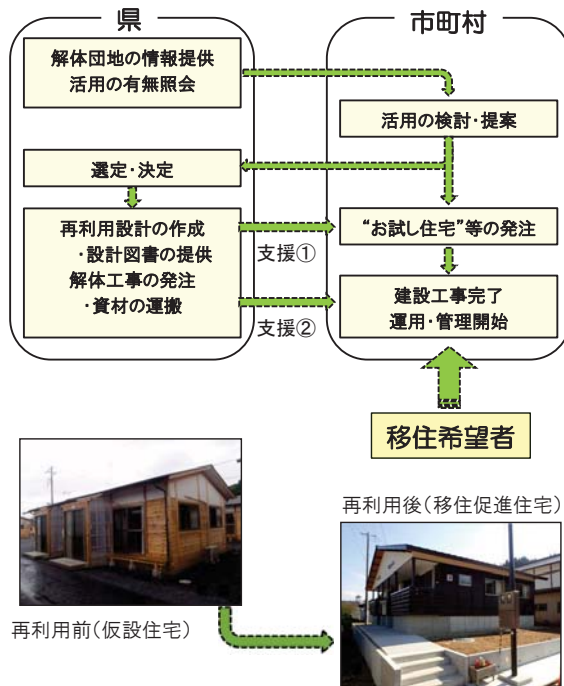 県
解体団地の情報提供
活用の有無照会
選定・決定
再利用設計の作成
・設計図書の提供
解体工事の発注
・資材の運搬
支援①
支援②
市町村
活用の検討・提案
“お試し住宅”等の発注
建設工事完了
運用・管理開始
移住希望者
再利用前(仮設住宅)
再利用後(移住促進住宅)